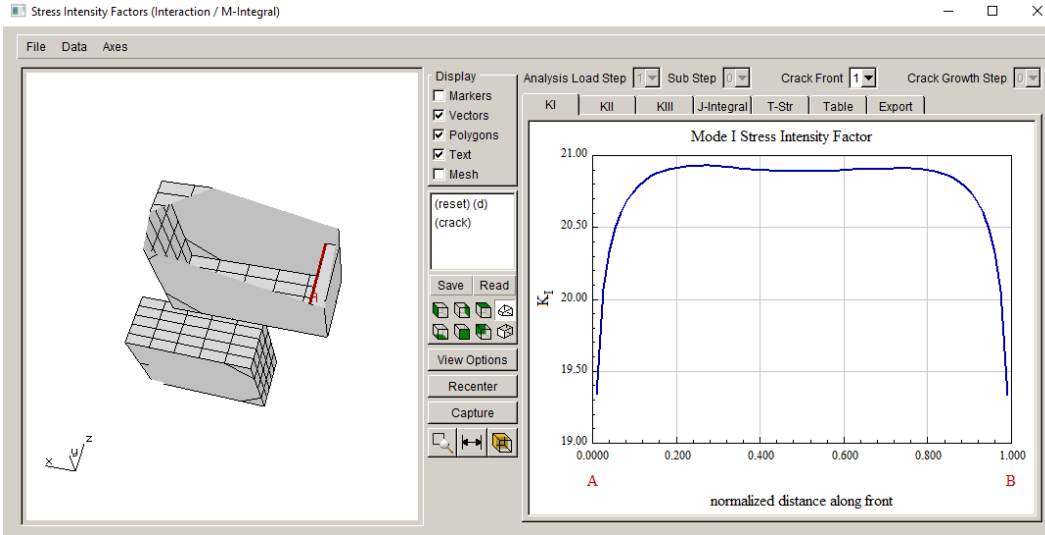 Stress Intensity Factors (Interaction / M-Integral)
File Data Axes
Display
Markers
Vectors
Polygons
Text
Mesh
(reset) (d)
(crack)
Save Read
View Options
Recenter
Capture
A
x y z
Analysis Load Step 1 Sub Step 0 Crack Front 1 Crack Growth Step 0
KI KII KIII J-Integral T-Str Table Export
Mode I Stress Intensity Factor
21.00
20.50
20.00
19.50
19.00
KI
0.0000 0.200 0.400 0.600 0.800 1.000
A B
normalized distance along front